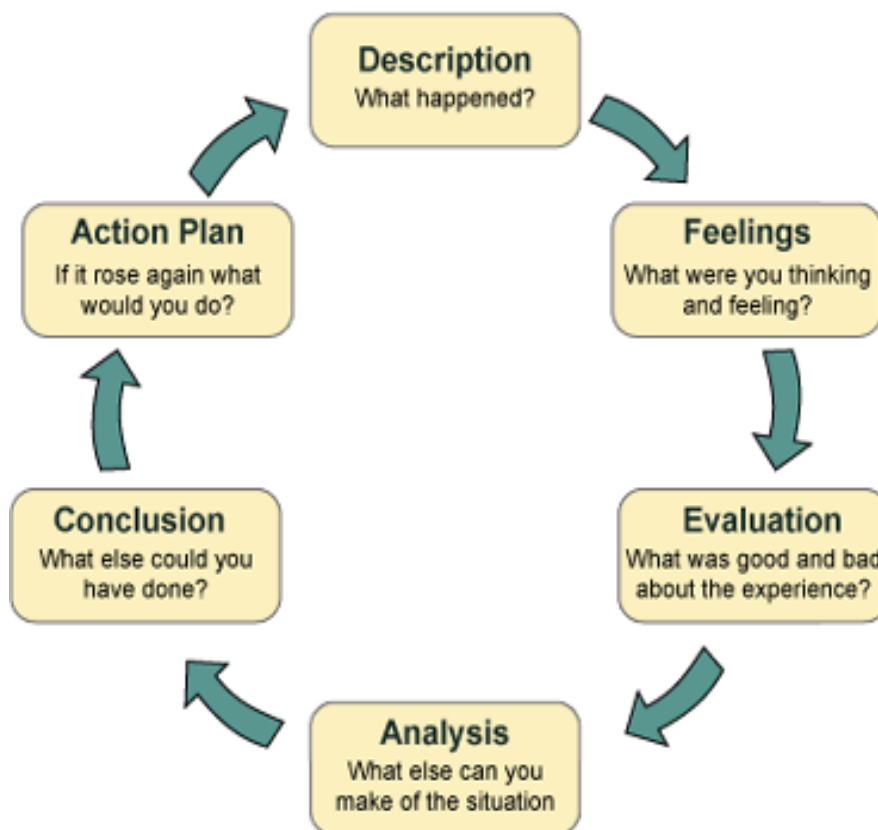 Description
What happened?
Feelings
What were you thinking
and feeling?
Evaluation
What was good and bad
about the experience?
Analysis
What else can you
make of the situation
Conclusion
What else could you
have done?
Action Plan
If it rose again what
would you do?